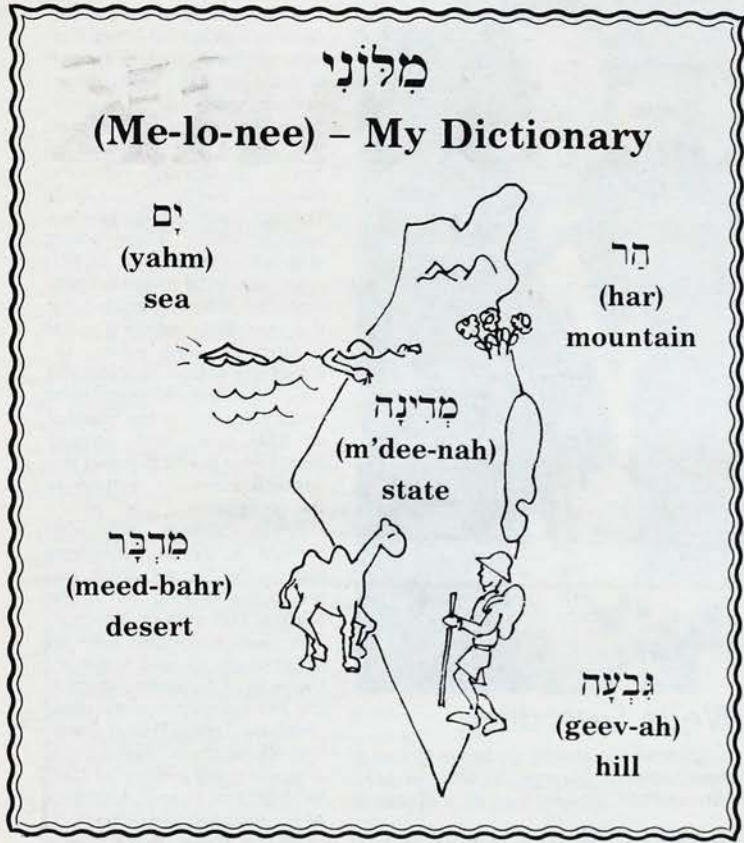 מִלּוֹנִי
(Me-lo-nee) – My Dictionary
יָם
(yahm)
sea
הַר
(har)
mountain
מְדִינָה
(m'dee-nah)
state
מִדְבָּר
(meed-bahr)
desert
גִּבְעָה
(geev-ah)
hill